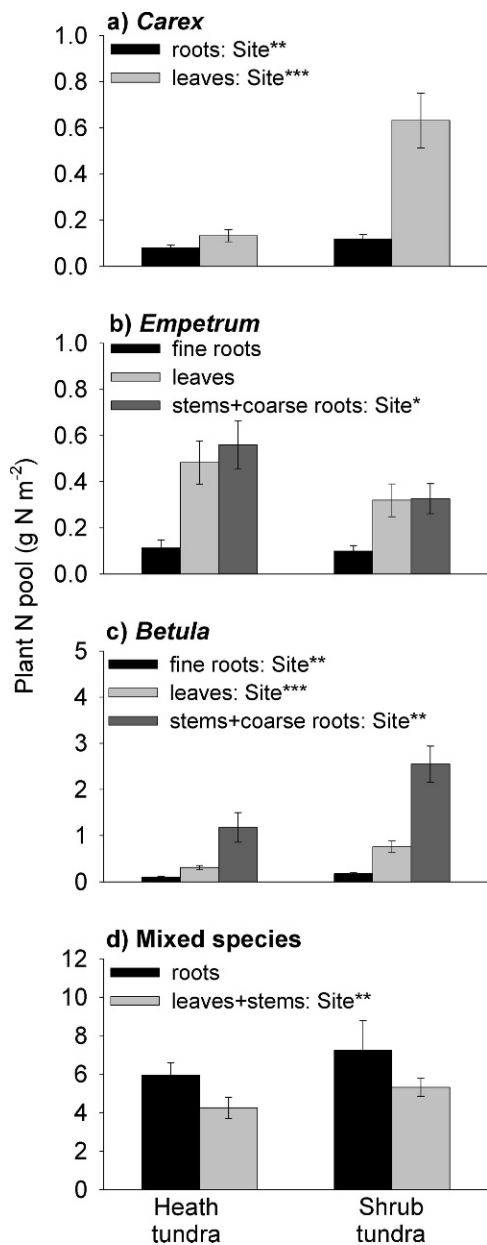 a) Carex
1.0
roots: Site**
0.8
leaves: Site***
0.6
0.4
0.2
0.0
b) Empetrum
1.0
fine roots
0.8
leaves
stems+coarse roots: Site*
0.6
0.4
0.2
0.0
Plant N pool (g N m⁻²)
c) Betula
5
fine roots: Site**
4
leaves: Site***
stems+coarse roots: Site**
3
2
1
0
d) Mixed species
12
roots
10
leaves+stems: Site**
8
6
4
2
0
Heath
tundra
Shrub
tundra